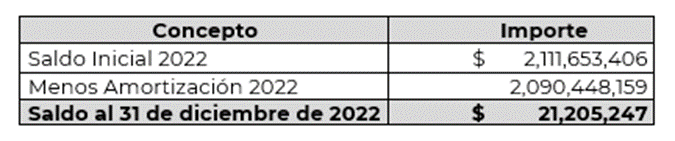 Concepto Importe
Saldo Inicial 2022 $ 2,111,653,406
Menos Amortización 2022 2,090,448,159
Saldo al 31 de diciembre de 2022 $ 21,205,247